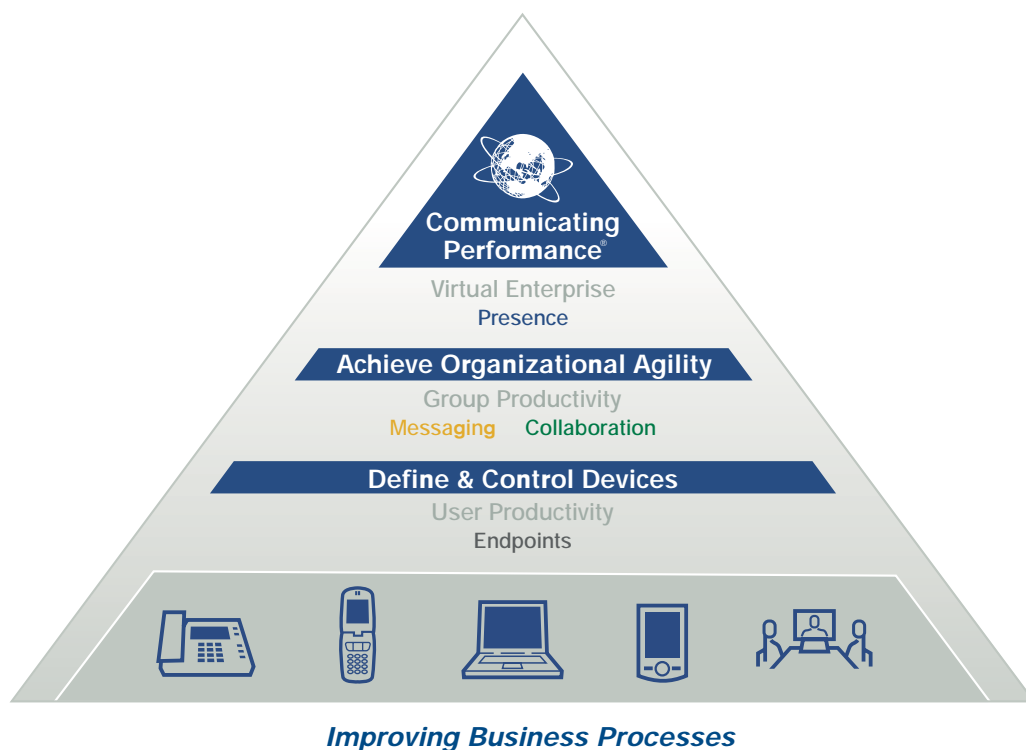 Communicating
Performance®
Virtual Enterprise
Presence
Achieve Organizational Agility
Group Productivity
Messaging Collaboration
Define & Control Devices
User Productivity
Endpoints
Improving Business Processes